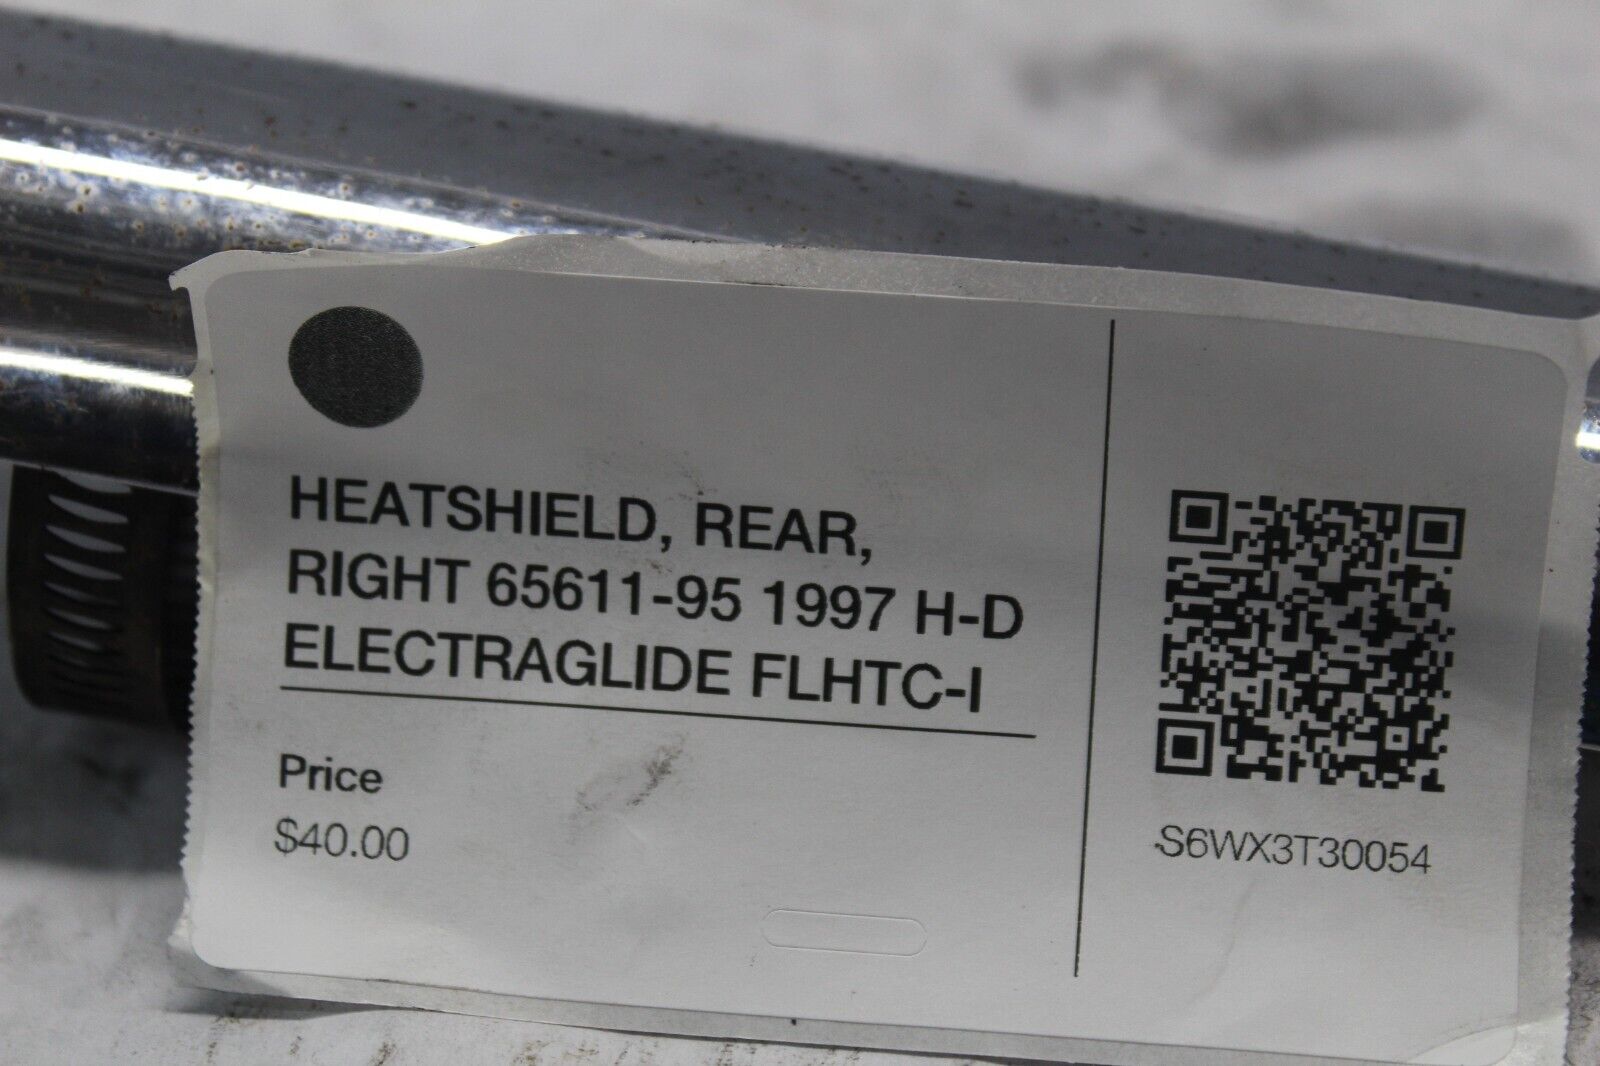 HEATSHIELD, REAR,
RIGHT 65611-95 1997 H-D
ELECTRAGLIDE FLHTC-I
Price
$40.00
S6WX3T30054